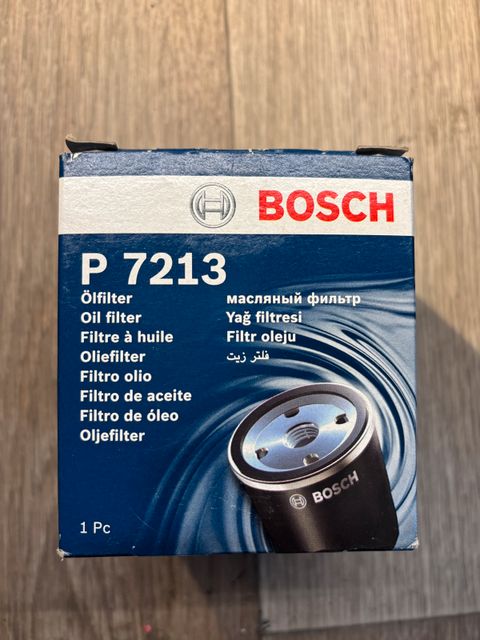 BOSCH
P 7213
Ölfilter
Oil filter
Filtre à huile
Oliefilter
Filtro olio
Filtro de aceite
Filtro de óleo
Oljefilter
масляный фильтр
Yağ filtresi
Filtr oleju
فلتر زيت
BOSCH
1 Pc